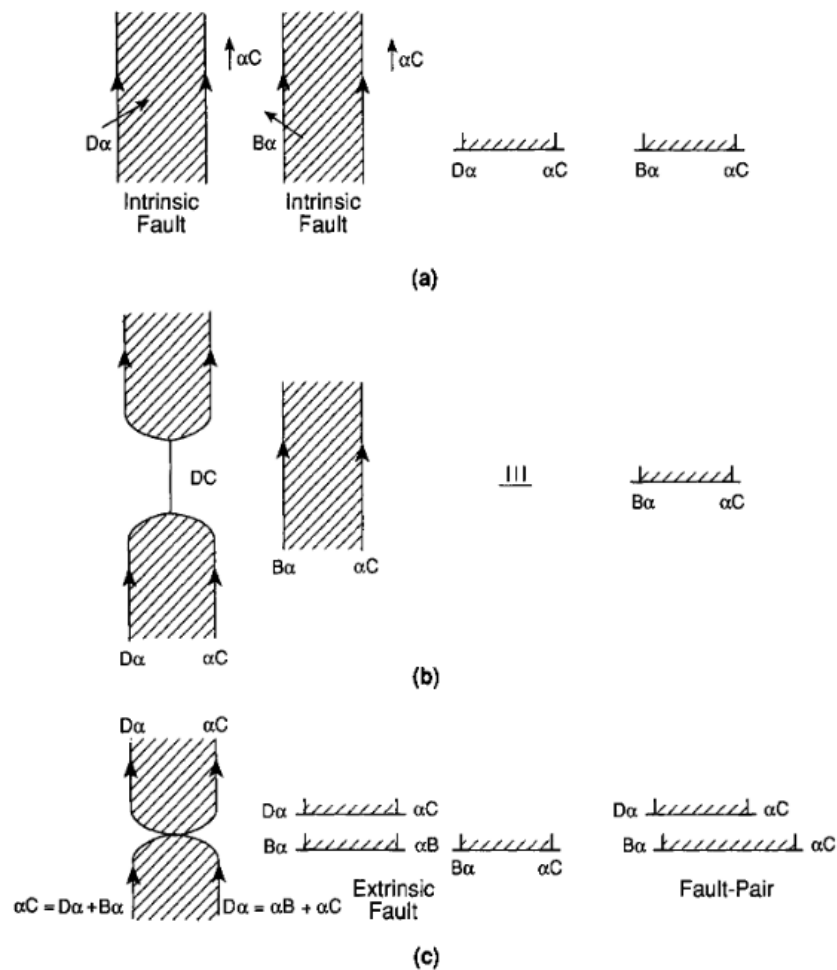 αC
αC
Dα
Bα
Dα αC Bα αC
Intrinsic
Fault
Intrinsic
Fault
(a)
DC
Bα αC
Bα αC
Dα αC
(b)
Dα αC
Dα αC
Dα αC
Bα αB
Bα αC
Bα αC
αC = Dα + Bα
Dα = αB + αC
Extrinsic
Fault
Fault-Pair
(c)